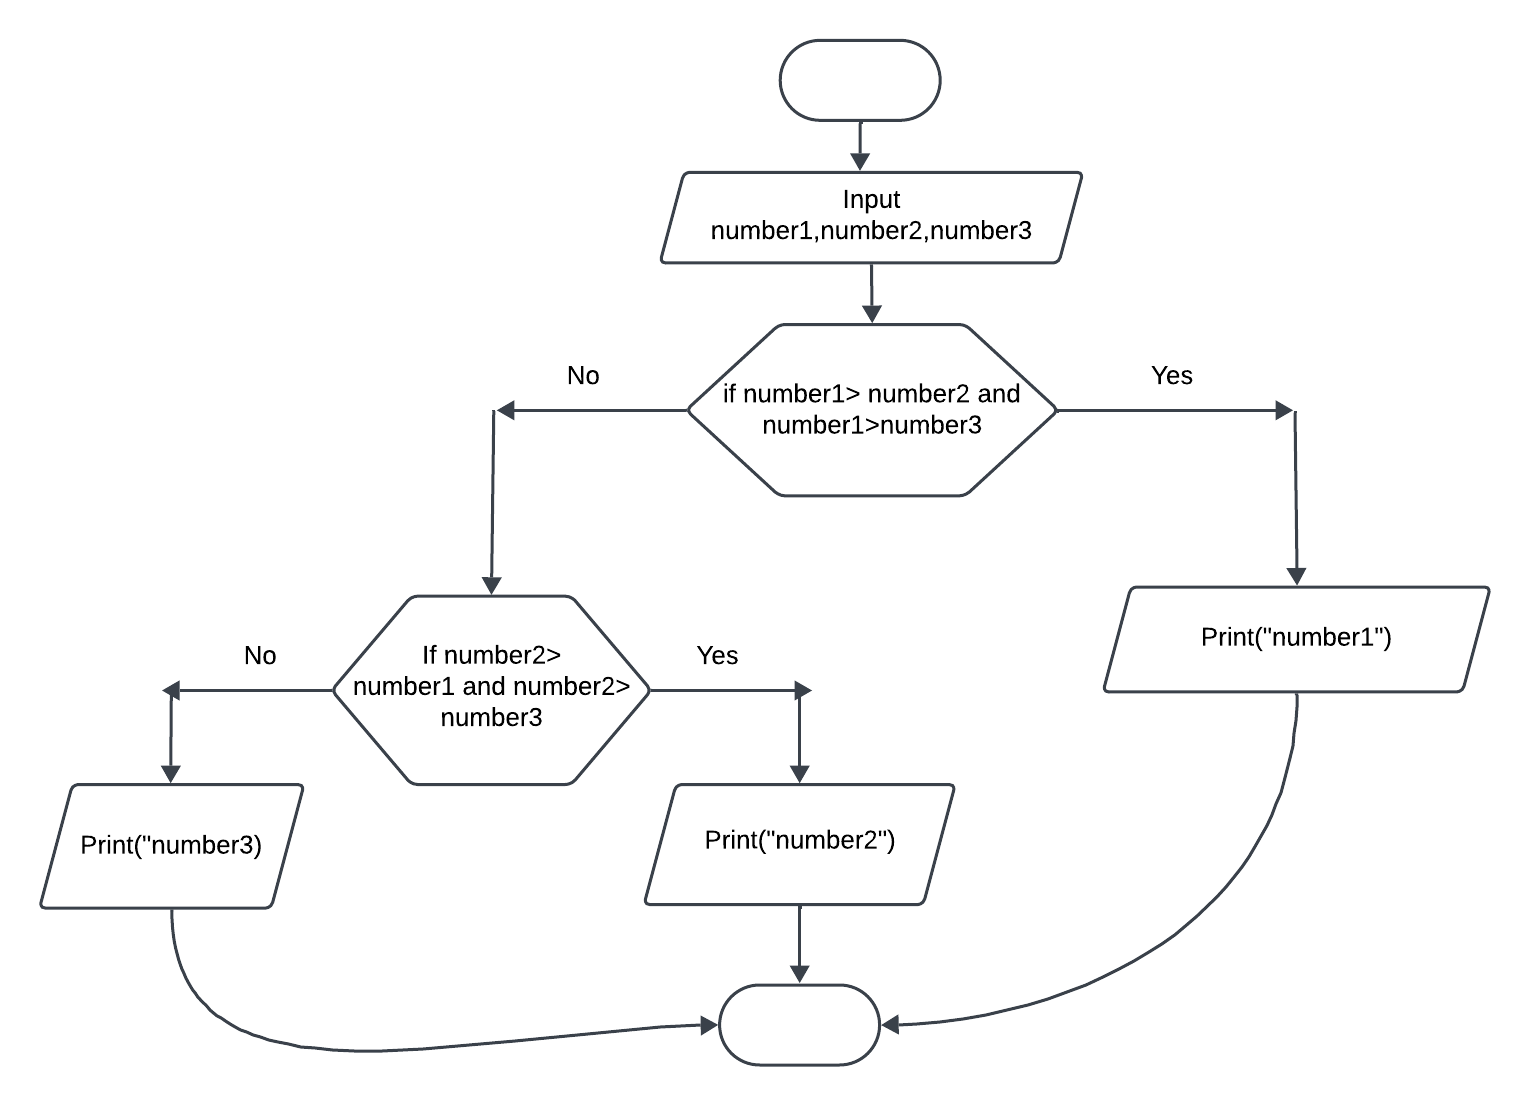 Input
number1,number2,number3
No
Yes
if number1> number2 and
number1>number3
No
Yes
If number2>
number1 and number2>
number3
Print("number1")
Print("number3)
Print("number2")